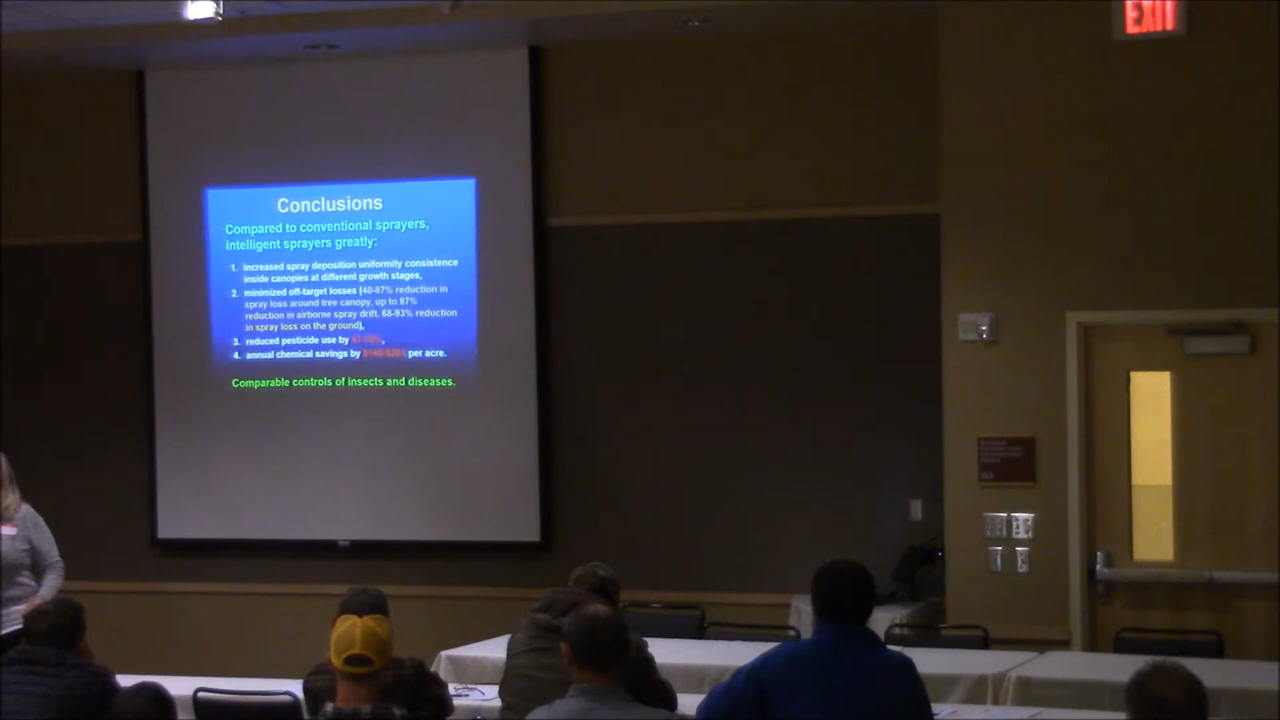 EXIT
Conclusions
Compared to conventional sprayers,
intelligent sprayers greatly:
1. increased spray deposition uniformity consistence
inside canopies at different growth stages,
2. minimized off-target losses (40-87% reduction in
spray loss around tree canopy, up to 87%
reduction in airborne spray drift, 68-93% reduction
in spray loss on the ground),
3. reduced pesticide use by
4. annual chemical savings by per acre.
Comparable controls of insects and diseases.